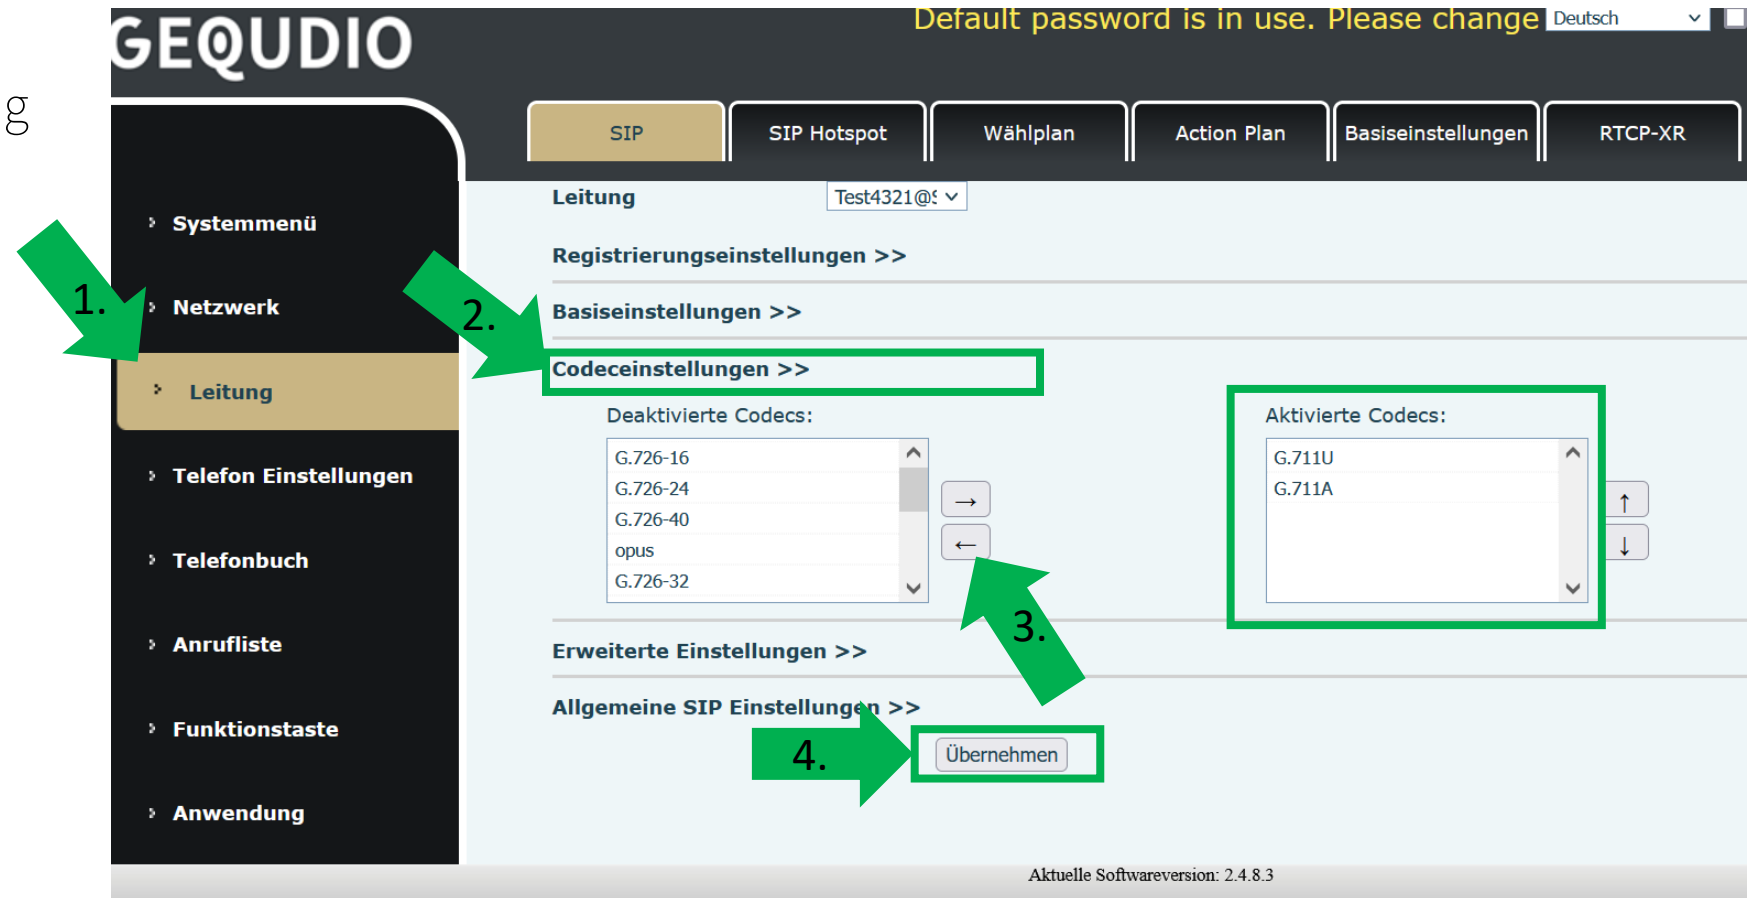 GEQUDIO
Default password is in use. Please change
Deutsch
g
SIP
SIP Hotspot
Wählplan
Action Plan
Basiseinstellungen
RTCP-XR
Systemmenü
Netzwerk
Leitung
Telefon Einstellungen
Telefonbuch
Anrufliste
Funktionstaste
Anwendung
1.
2.
Leitung
Test4321@S
Registrierungseinstellungen >>
Basiseinstellungen >>
Codeceinstellungen >>
Deaktivierte Codecs:
G.726-16
G.726-24
G.726-40
opus
G.726-32
→
←
Aktivierte Codecs:
G.711U
G.711A
↑
↓
3.
Erweiterte Einstellungen >>
Allgemeine SIP Einstellungen >>
4.
Übernehmen
Aktuelle Softwareversion: 2.4.8.3